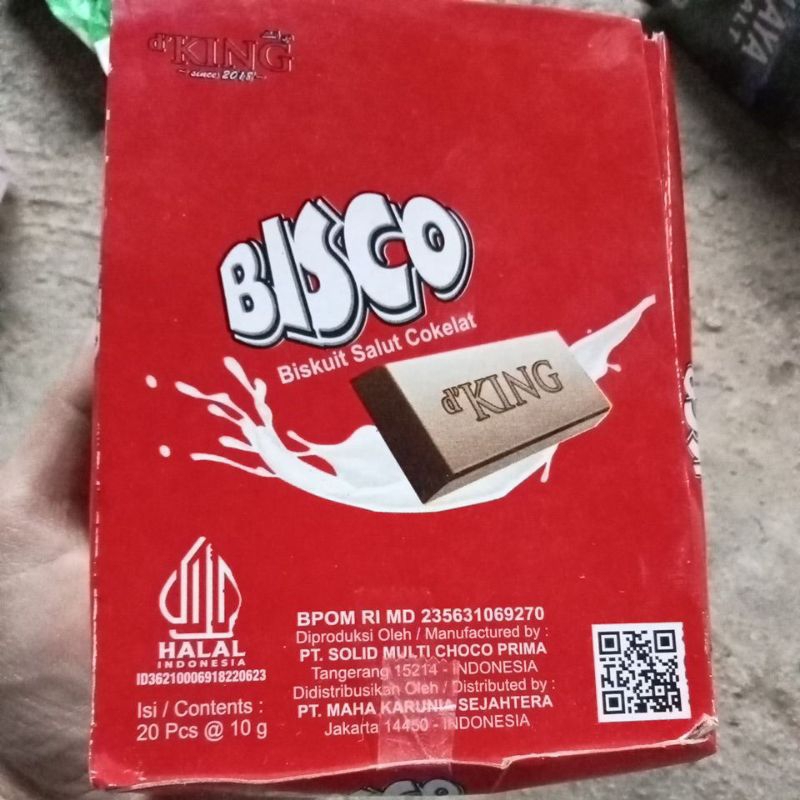 d'KING
(since) 2018
BISCO
Biskuit Salut Cokelat
d'KING
HALAL
INDONESIA
ID36210006918220623
Isi / Contents :
20 Pcs @ 10 g
BPOM RI MD 235631069270
Diproduksi Oleh / Manufactured by :
PT. SOLID MULTI CHOCO PRIMA
Tangerang 15214 - INDONESIA
Didistribusikan Oleh / Distributed by :
PT. MAHA KARUNIA SEJAHTERA
Jakarta 14450 - INDONESIA